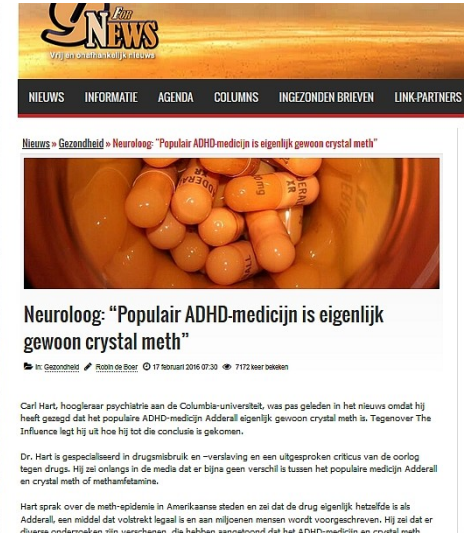 FOR
NEWS
Vrij en onafhankelijk nieuws
NIEUWS INFORMATIE AGENDA COLUMNS INGEZONDEN BRIEVEN LINK-PARTNERS
Nieuws » Gezondheid » Neuroloog: “Populair ADHD-medicijn is eigenlijk gewoon crystal meth”
Neuroloog: “Populair ADHD-medicijn is eigenlijk
gewoon crystal meth”
In: Gezondheid Robin de Boer 17 februari 2016 07:30 7172 keer bekeken
Carl Hart, hoogleraar psychiatrie aan de Columbia-universiteit, was pas geleden in het nieuws omdat hij
heeft gezegd dat het populaire ADHD-medicijn Adderall eigenlijk gewoon crystal meth is. Tegenover The
Influence legt hij uit hoe hij tot die conclusie is gekomen.
Dr. Hart is gespecialiseerd in drugsmisbruik en –verslaving en een uitgesproken criticus van de oorlog
tegen drugs. Hij zei onlangs in de media dat er bijna geen verschil is tussen het populaire medicijn Adderall
en crystal meth of methamfetamine.
Hart sprak over de meth-epidemie in Amerikaanse steden en zei dat de drug eigenlijk hetzelfde is als
Adderall, een middel dat volstrekt legaal is en aan miljoenen mensen wordt voorgeschreven. Hij zei dat er
diverse onderzoeken zijn verschenen, die hebben aangetoond dat het ADHD-medicijn en crystal meth